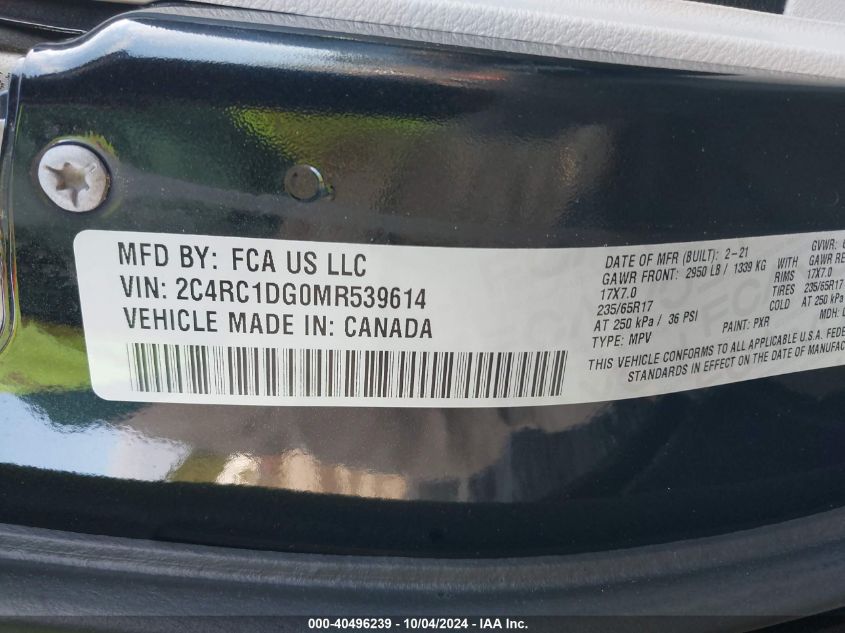 MFD BY: FCA US LLC
VIN: 2C4RC1DG0MR539614
VEHICLE MADE IN: CANADA
DATE OF MFR (BUILT): 2-21
GVWR:
GAWR FRONT: 2950 LB / 1339 KG
WITH
GAWR RE
17X7.0
RIMS
17X7.0
235/65R17
TIRES
235/65R17
AT 250 kPa / 36 PSI
COLD
AT 250 kPa
TYPE: MPV
PAINT: PXR
MDH:
THIS VEHICLE CONFORMS TO ALL APPLICABLE U.S.A. FEDE
STANDARDS IN EFFECT ON THE DATE OF MANUFAC
000-40496239 - 10/04/2024 - IAA Inc.